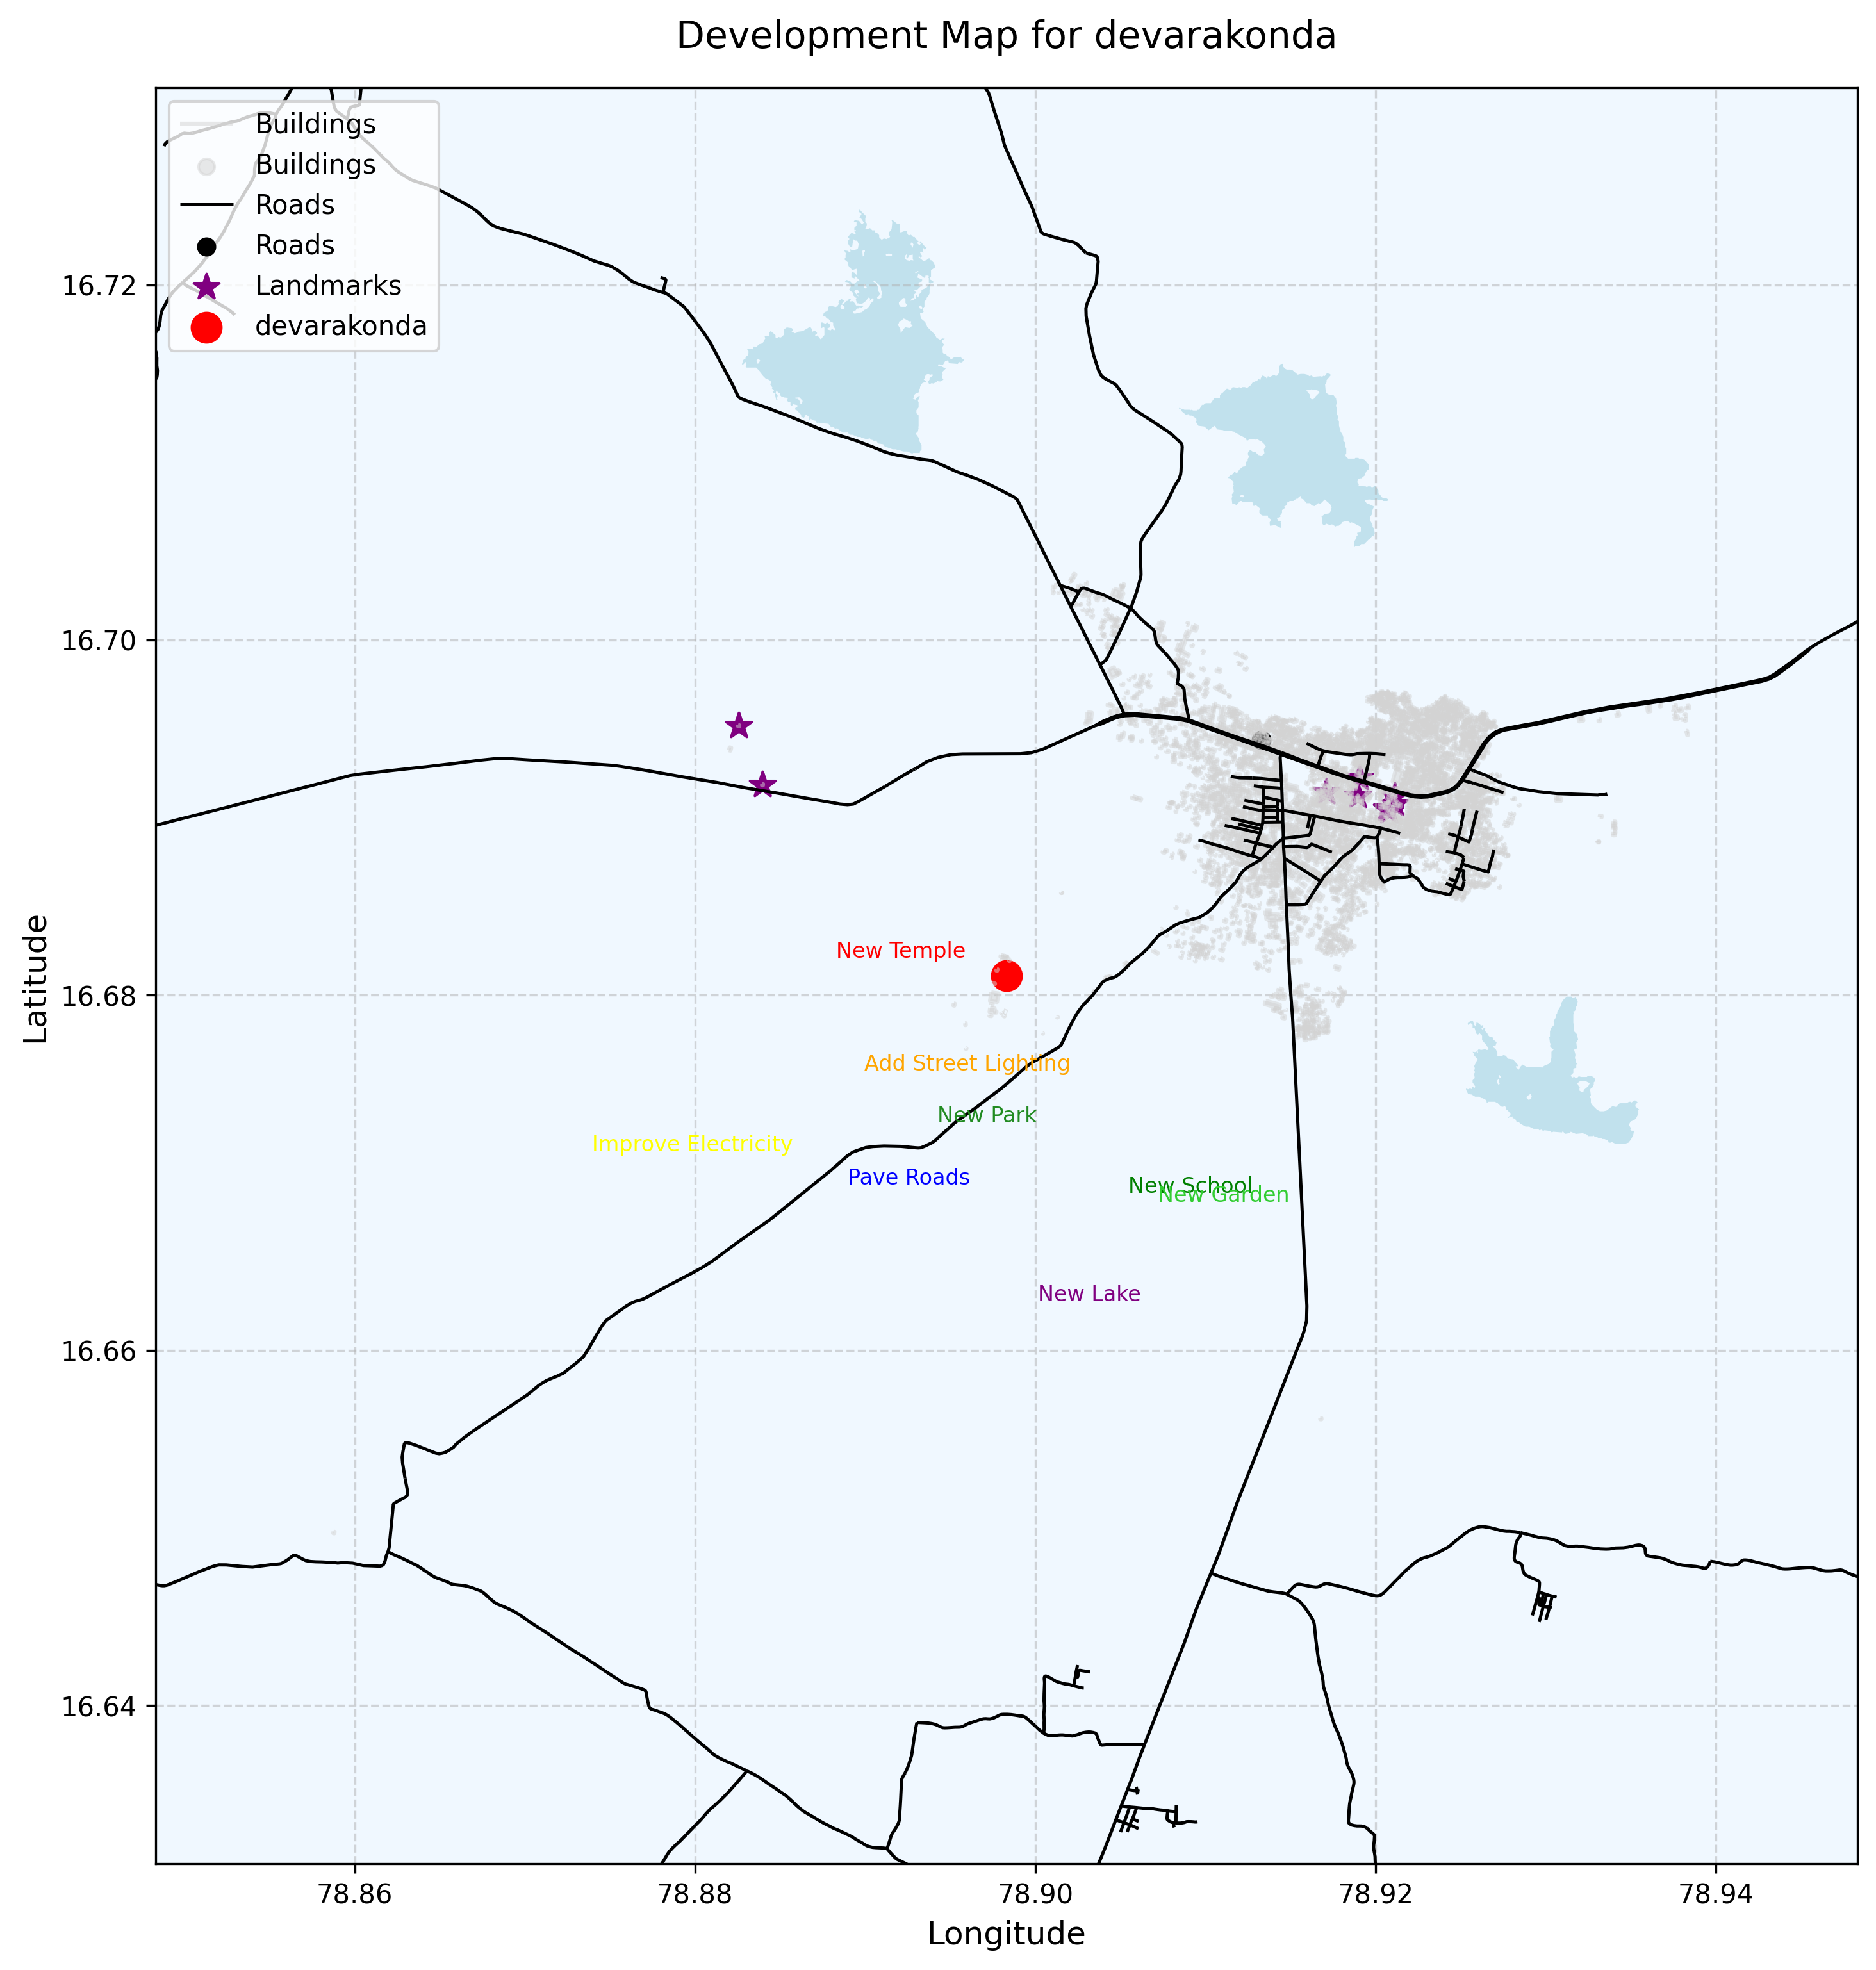 Development Map for devarakonda
Buildings
Buildings
Roads
Roads
Landmarks
devarakonda
16.72
16.70
16.68
16.66
16.64
Latitude
New Temple
Add Street Lighting
New Park
Improve Electricity
Pave Roads
New School
New Garden
New Lake
78.86
78.88
78.90
78.92
78.94
Longitude